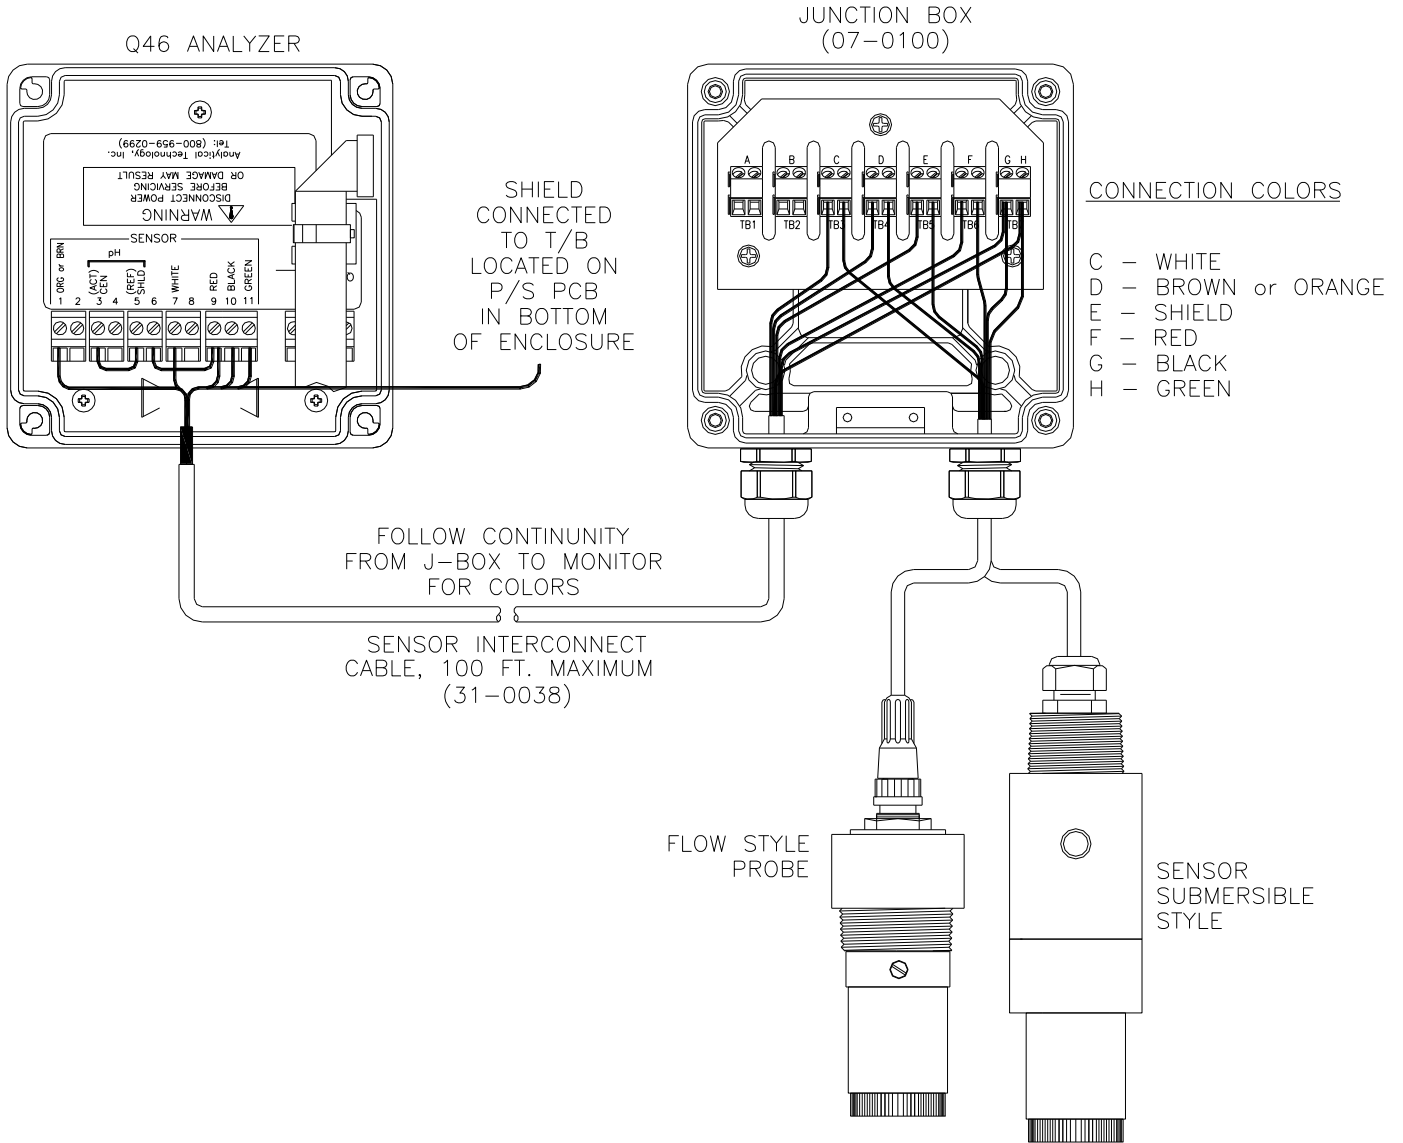 Q46 ANALYZER
Tel: (800-959-0299)
Analytical Technology, Inc.
OR DAMAGE MAY RESULT
BEFORE SERVICING
DISCONNECT POWER
WARNING
SENSOR
pH
ORG or BRN
(ACT)
CEN
(REF)
SHLD
WHITE
RED
BLACK
GREEN
1 2 3 4 5 6 7 8 9 10 11
SHIELD
CONNECTED
TO T/B
LOCATED ON
P/S PCB
IN BOTTOM
OF ENCLOSURE
JUNCTION BOX
(07-0100)
A B C D E F G H
TB1 TB2 TB3 TB4 TB5 TB6
CONNECTION COLORS
C - WHITE
D - BROWN or ORANGE
E - SHIELD
F - RED
G - BLACK
H - GREEN
FOLLOW CONTINUNITY
FROM J-BOX TO MONITOR
FOR COLORS
SENSOR INTERCONNECT
CABLE, 100 FT. MAXIMUM
(31-0038)
FLOW STYLE
PROBE
SENSOR
SUBMERSIBLE
STYLE